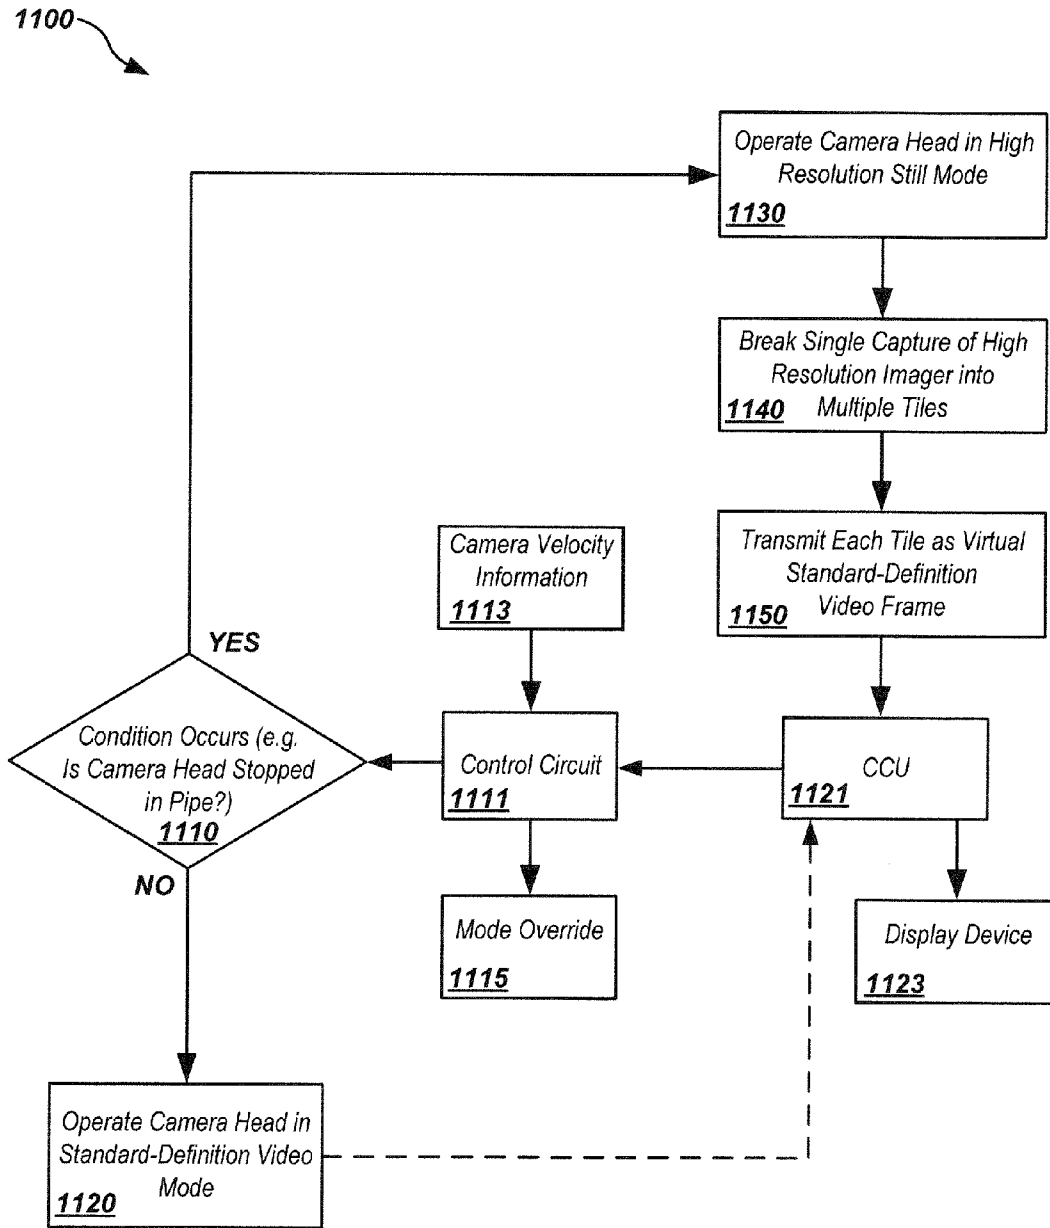 1100
Operate Camera Head in High
Resolution Still Mode
1130
Break Single Capture of High
Resolution Imager into
1140 Multiple Tiles
Transmit Each Tile as Virtual
Standard-Definition
1150 Video Frame
Camera Velocity
Information
1113
YES
Condition Occurs (e.g.
Is Camera Head Stopped
in Pipe?)
1110
NO
Control Circuit
1111
CCU
1121
Mode Override
1115
Display Device
1123
Operate Camera Head in
Standard-Definition Video
Mode
1120